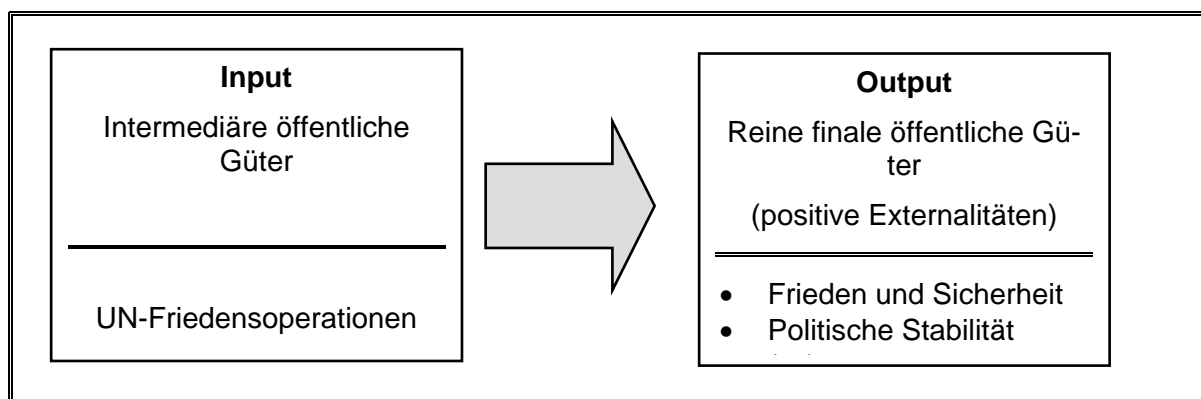 Input
Intermediäre öffentliche
Güter
UN-Friedensoperationen
Output
Reine finale öffentliche Gü-
ter
(positive Externalitäten)
• Frieden und Sicherheit
• Politische Stabilität